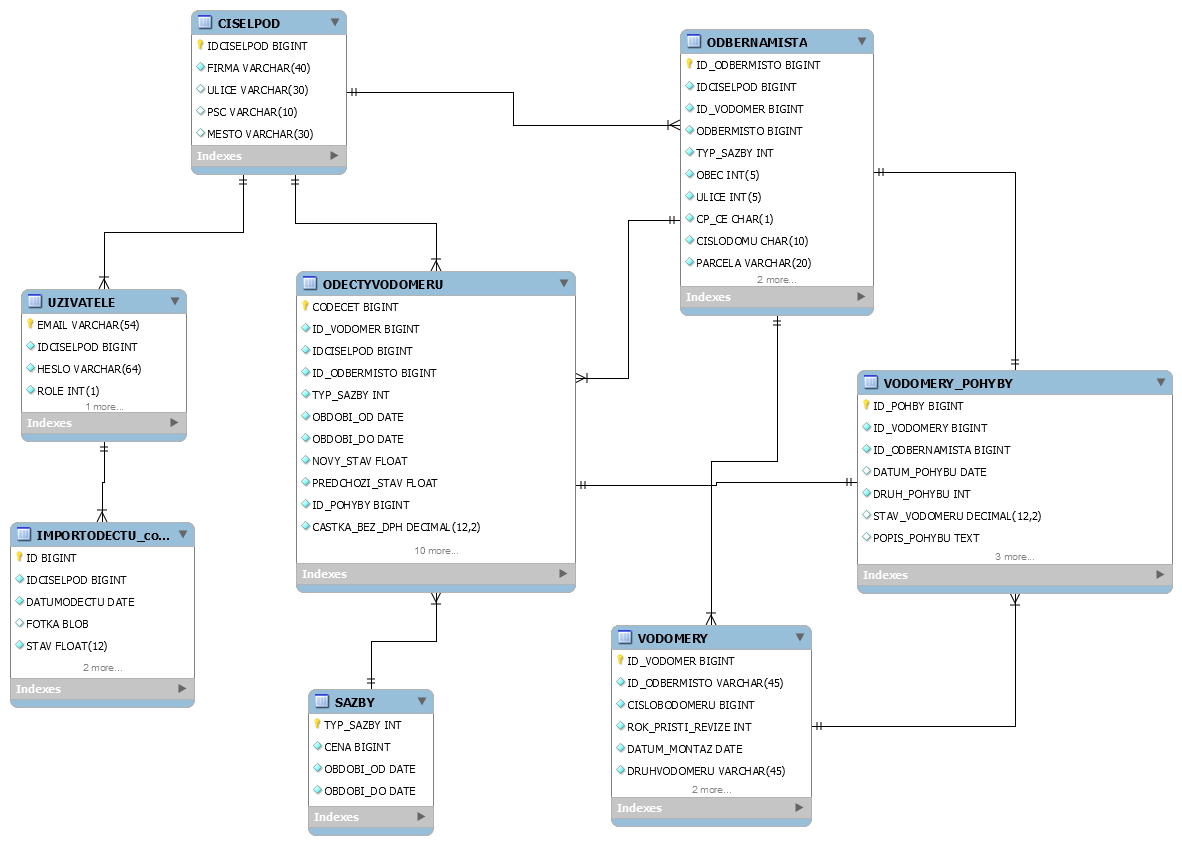 CISELPOD
IDCISELPOD BIGINT
FIRMA VARCHAR(40)
ULICE VARCHAR(30)
PSC VARCHAR(10)
MESTO VARCHAR(30)
Indexes
ODBERNAMISTA
ID_ODBERMISTO BIGINT
IDCISELPOD BIGINT
ID_VODOMER BIGINT
ODBERMISTO BIGINT
TYP_SAZBY INT
OBEC INT(5)
ULICE INT(5)
CP_CE CHAR(1)
CISLODOMU CHAR(10)
PARCELA VARCHAR(20)
2 more...
Indexes
UZIVATELE
EMAIL VARCHAR(54)
IDCISELPOD BIGINT
HESLO VARCHAR(64)
ROLE INT(1)
1 more...
Indexes
ODECTYVODOMERU
CODECET BIGINT
ID_VODOMER BIGINT
IDCISELPOD BIGINT
ID_ODBERMISTO BIGINT
TYP_SAZBY INT
OBDOBI_OD DATE
OBDOBI_DO DATE
NOVY_STAV FLOAT
PREDCHOZI_STAV FLOAT
ID_POHYBY BIGINT
CASTKA_BEZ_DPH DECIMAL(12,2)
10 more...
Indexes
VODOMERY_POHYBY
ID_POHBY BIGINT
ID_VODOMERY BIGINT
ID_ODBERNAMISTA BIGINT
DATUM_POHYBU DATE
DRUH_POHYBU INT
STAV_VODOMERU DECIMAL(12,2)
POPIS_POHYBU TEXT
3 more...
Indexes
IMPORTODECTU_co...
ID BIGINT
IDCISELPOD BIGINT
DATUMODECTU DATE
FOTKA BLOB
STAV FLOAT(12)
2 more...
Indexes
SAZBY
TYP_SAZBY INT
CENA BIGINT
OBDOBI_OD DATE
OBDOBI_DO DATE
Indexes
VODOMERY
ID_VODOMER BIGINT
ID_ODBERMISTO VARCHAR(45)
CISLOBODOMERU BIGINT
ROK_PRISTI_REVIZE INT
DATUM_MONTAZ DATE
DRUHVODOMERU VARCHAR(45)
2 more...
Indexes